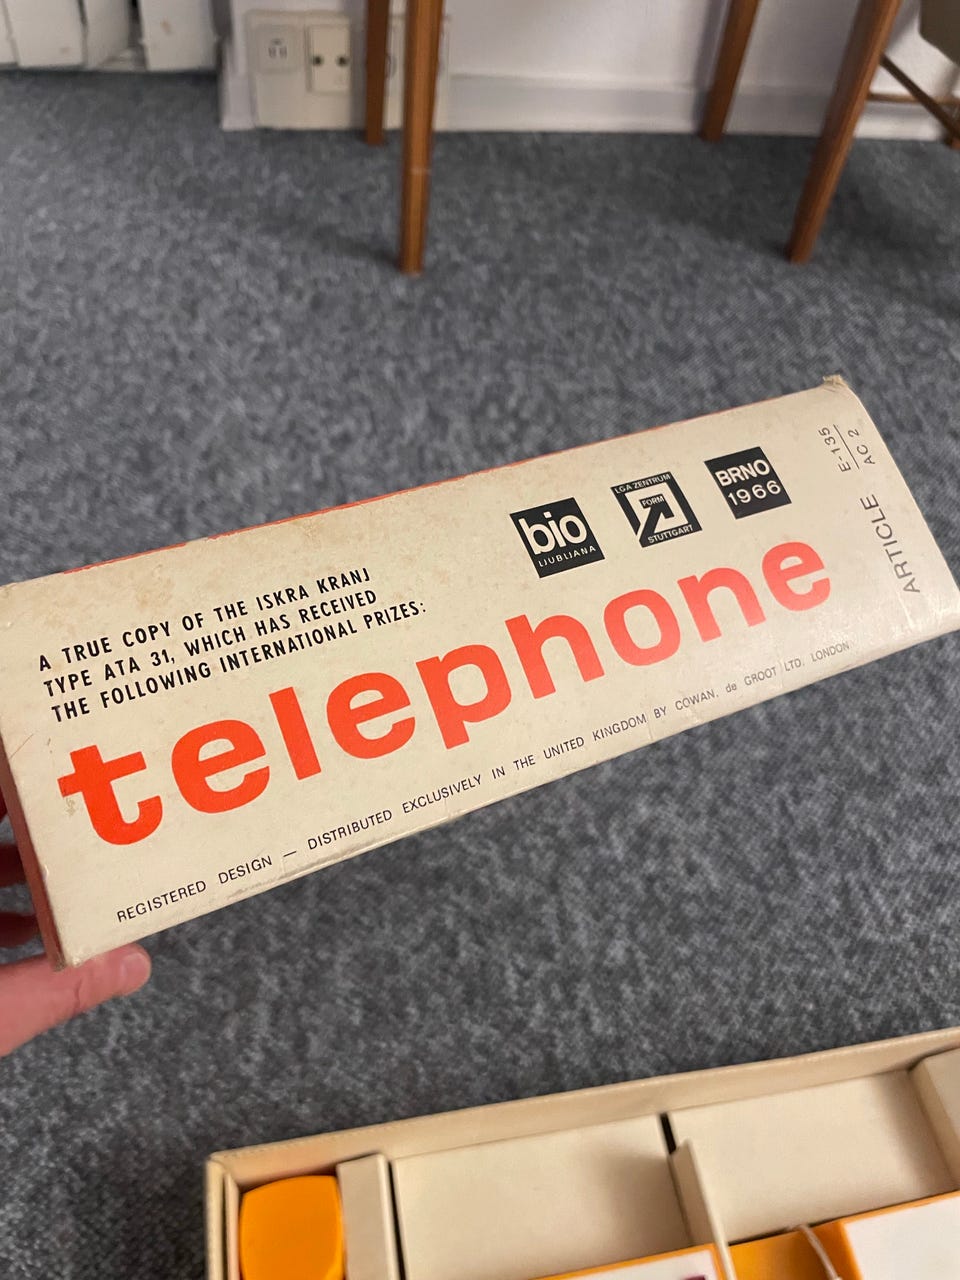 A TRUE COPY OF THE ISKRA KRANJ
TYPE ATA 31, WHICH HAS RECEIVED
THE FOLLOWING INTERNATIONAL PRIZES:
bio
LJUBLJANA
LGA ZENTRUM
FORM
STUTTGART
BRNO
1966
telephone
REGISTERED DESIGN — DISTRIBUTED EXCLUSIVELY IN THE UNITED KINGDOM BY COWAN, de GROOT LTD. LONDON
ARTICLE
E-135
AC 2